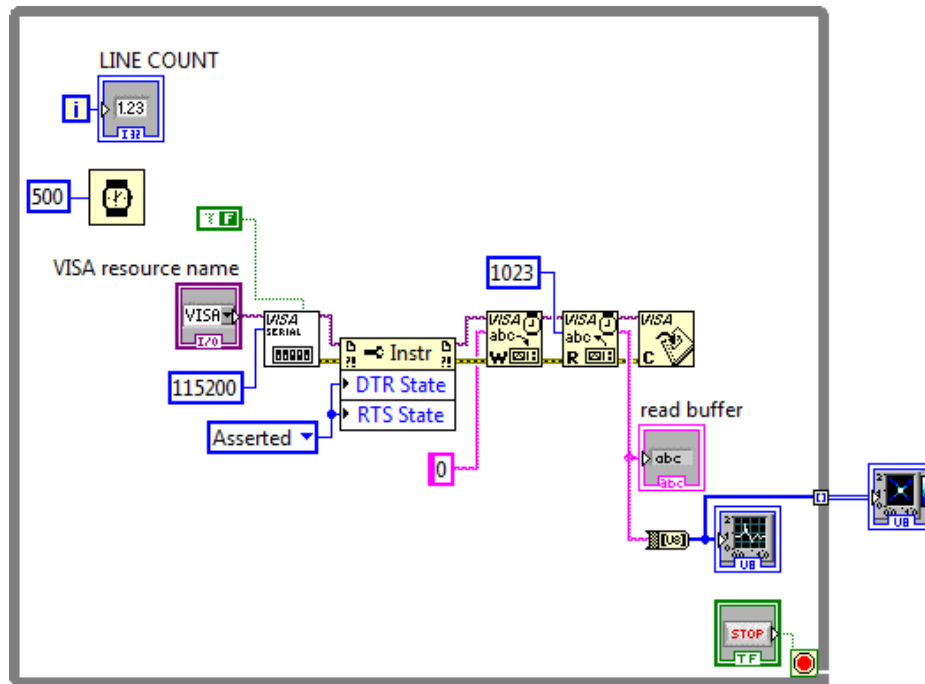 LINE COUNT
i
1.23
I32
500
F
VISA resource name
VISA
I/O
VISA
SERIAL
115200
Instr
DTR State
RTS State
Asserted
0
VISA
abc
W
1023
VISA
abc
R
VISA
C
read buffer
abc
abc
[U8]
U8
U8
STOP
TF